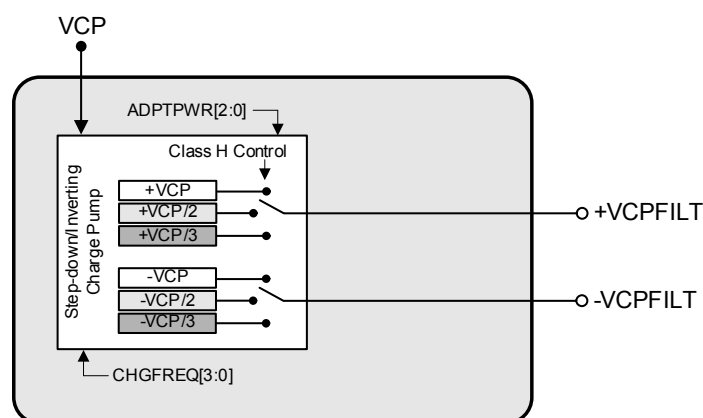 VCP
ADPTPWR[2:0]
Class H Control
Step-down/Inverting
Charge Pump
+VCP
+VCP/2
+VCP/3
-VCP
-VCP/2
-VCP/3
+VCPFILT
-VCPFILT
CHGFREQ[3:0]